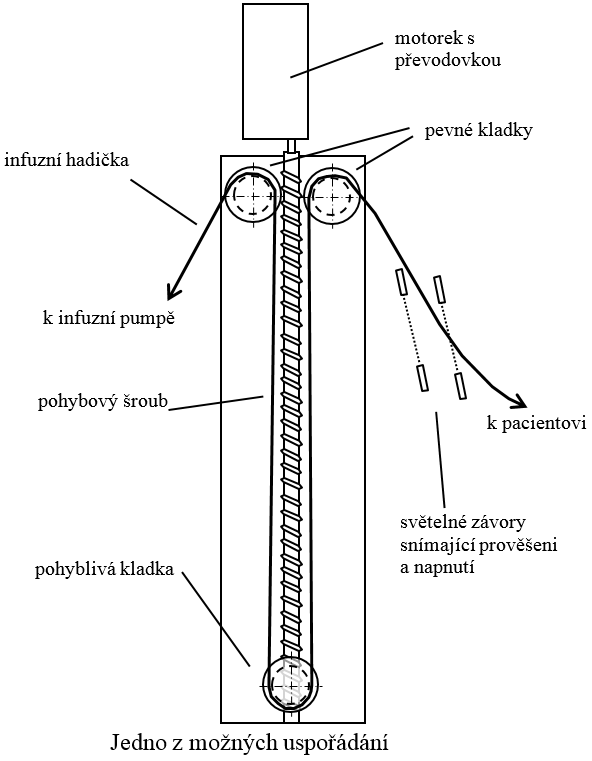 motorek s
převodovkou
pevné kladky
infuzní hadička
k infuzní pumpě
pohybový šroub
k pacientovi
světelné závory
snímající prověšeni
a napnutí
pohyblivá kladka
Jedno z možných uspořádání